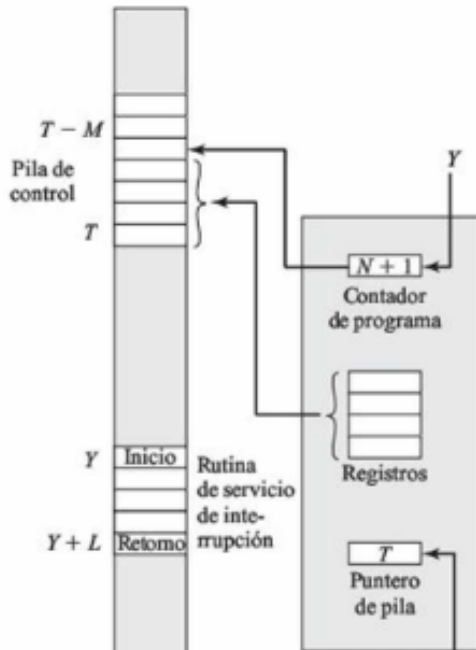 T − M
Pila de
control
T
Y
Inicio
Rutina
de servicio
de inte-
rrupción
Y + L
Retorno
Y
N + 1
Contador
de programa
Registros
T
Puntero
de pila